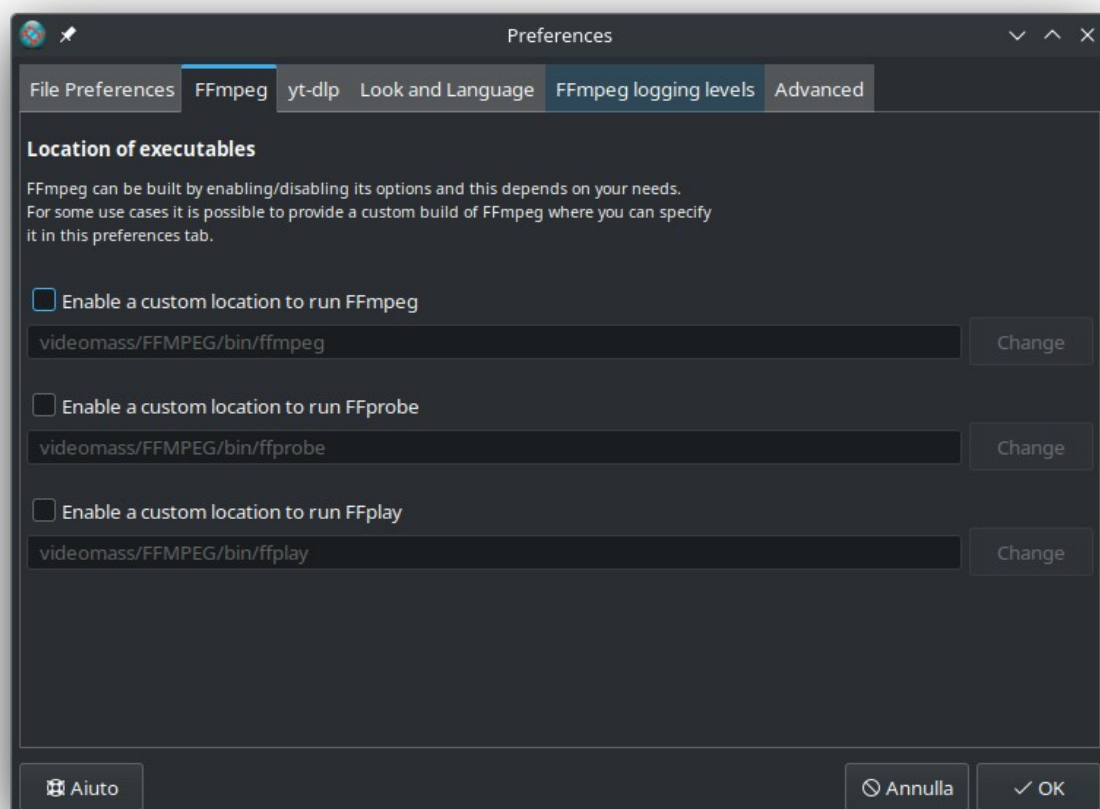 Preferences
File Preferences FFmpeg yt-dlp Look and Language FFmpeg logging levels Advanced
Location of executables
FFmpeg can be built by enabling/disabling its options and this depends on your needs.
For some use cases it is possible to provide a custom build of FFmpeg where you can specify
it in this preferences tab.
Enable a custom location to run FFmpeg
videomass/FFMPEG/bin/ffmpeg Change
Enable a custom location to run FFprobe
videomass/FFMPEG/bin/ffprobe Change
Enable a custom location to run FFplay
videomass/FFMPEG/bin/ffplay Change
Aiuto Annulla OK